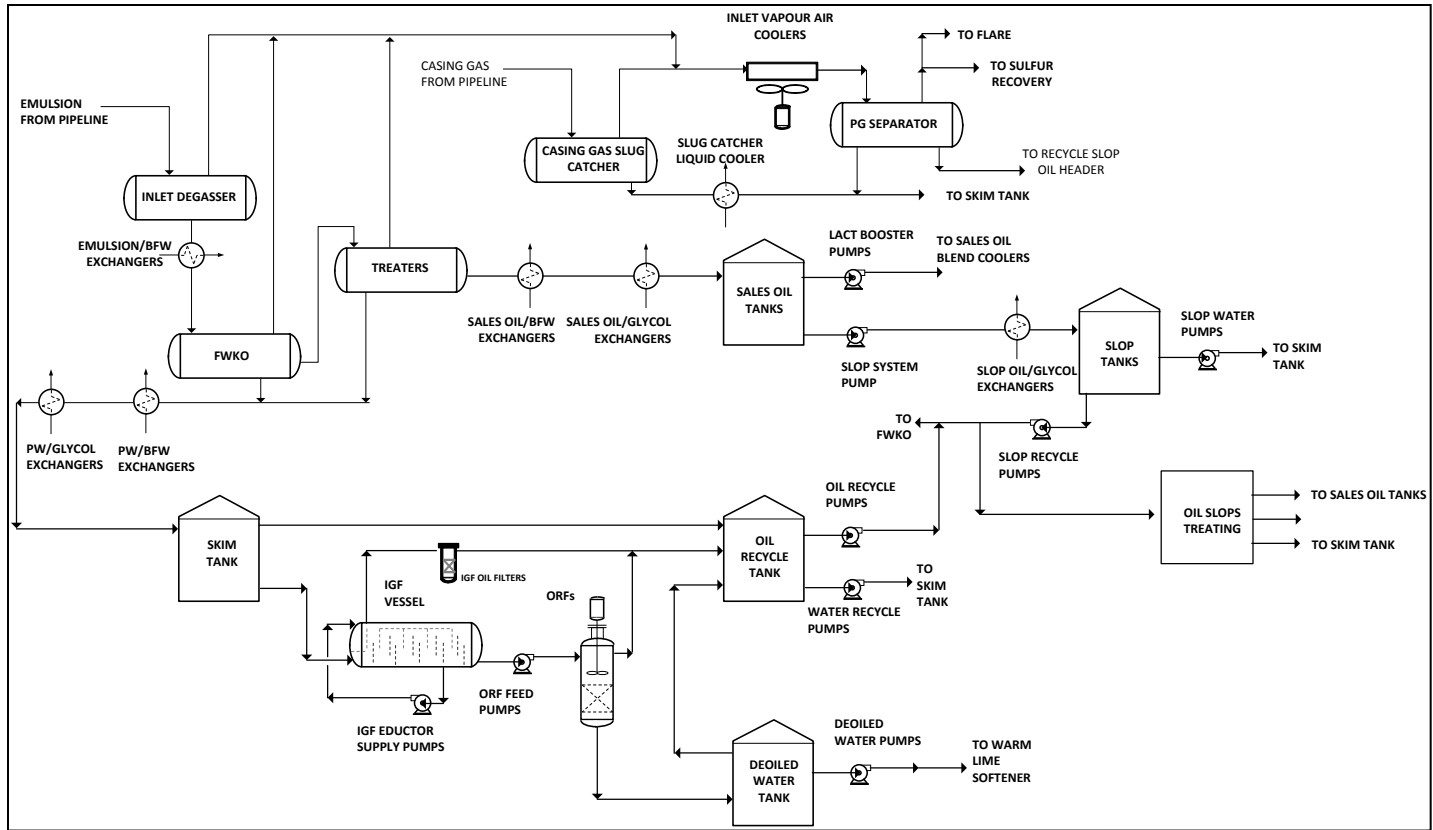 INLET VAPOUR AIR
COOLERS
TO FLARE
TO SULFUR
RECOVERY
CASING GAS
FROM PIPELINE
EMULSION
FROM PIPELINE
PG SEPARATOR
CASING GAS SLUG
CATCHER
SLUG CATCHER
LIQUID COOLER
TO RECYCLE SLOP
OIL HEADER
TO SKIM TANK
INLET DEGASSER
EMULSION/BFW
EXCHANGERS
TREATERS
LACT BOOSTER
PUMPS
TO SALES OIL
BLEND COOLERS
SALES OIL
TANKS
SALES OIL/BFW
EXCHANGERS
SALES OIL/GLYCOL
EXCHANGERS
FWKO
SLOP SYSTEM
PUMP
SLOP OIL/GLYCOL
EXCHANGERS
SLOP
TANKS
SLOP WATER
PUMPS
TO SKIM
TANK
PW/GLYCOL
EXCHANGERS
PW/BFW
EXCHANGERS
TO
FWKO
SLOP RECYCLE
PUMPS
OIL RECYCLE
PUMPS
OIL SLOPS
TREATING
TO SALES OIL TANKS
TO SKIM TANK
SKIM
TANK
OIL
RECYCLE
TANK
IGF OIL FILTERS
IGF
VESSEL
ORFs
TO
SKIM
TANK
WATER RECYCLE
PUMPS
ORF FEED
PUMPS
IGF EDUCTOR
SUPPLY PUMPS
DEOILED
WATER PUMPS
DEOILED
WATER
TANK
TO WARM
LIME
SOFTENER